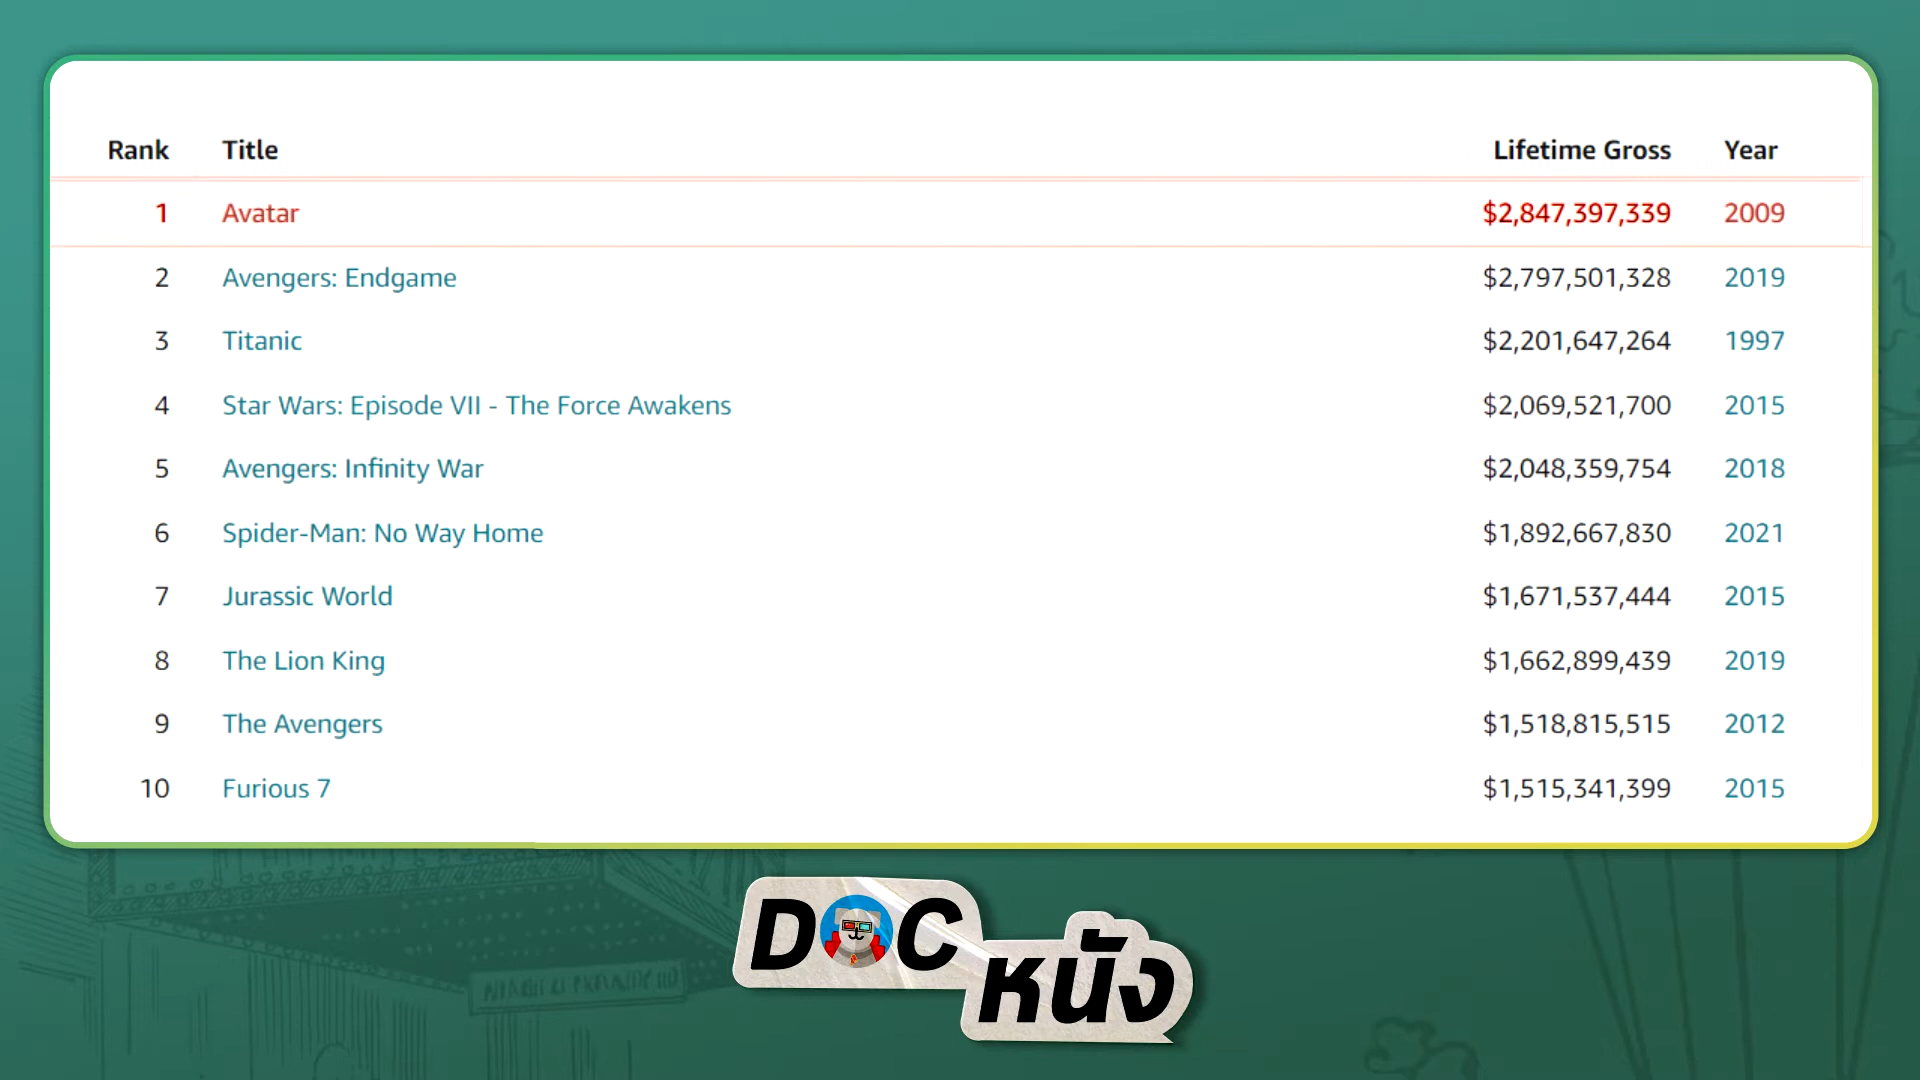 Rank Title Lifetime Gross Year
1 Avatar $2,847,397,339 2009
2 Avengers: Endgame $2,797,501,328 2019
3 Titanic $2,201,647,264 1997
4 Star Wars: Episode VII - The Force Awakens $2,069,521,700 2015
5 Avengers: Infinity War $2,048,359,754 2018
6 Spider-Man: No Way Home $1,892,667,830 2021
7 Jurassic World $1,671,537,444 2015
8 The Lion King $1,662,899,439 2019
9 The Avengers $1,518,815,515 2012
10 Furious 7 $1,515,341,399 2015
DOC
หนัง